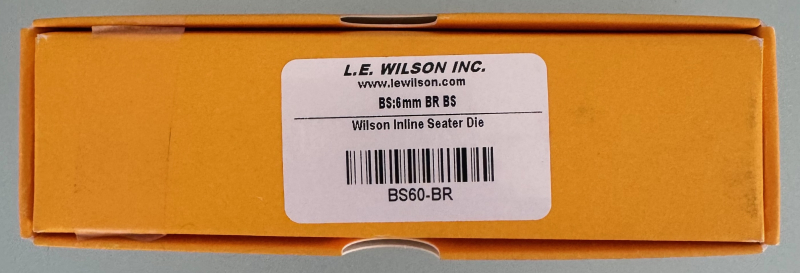 L.E. WILSON INC.
www.lewilson.com
BS:6mm BR BS
Wilson Inline Seater Die
BS60-BR